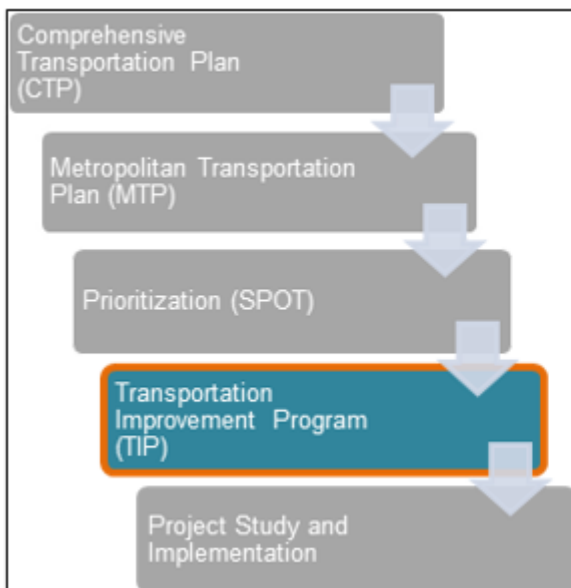 Comprehensive
Transportation Plan
(CTP)
Metropolitan Transportation
Plan (MTP)
Prioritization (SPOT)
Transportation
Improvement Program
(TIP)
Project Study and
Implementation